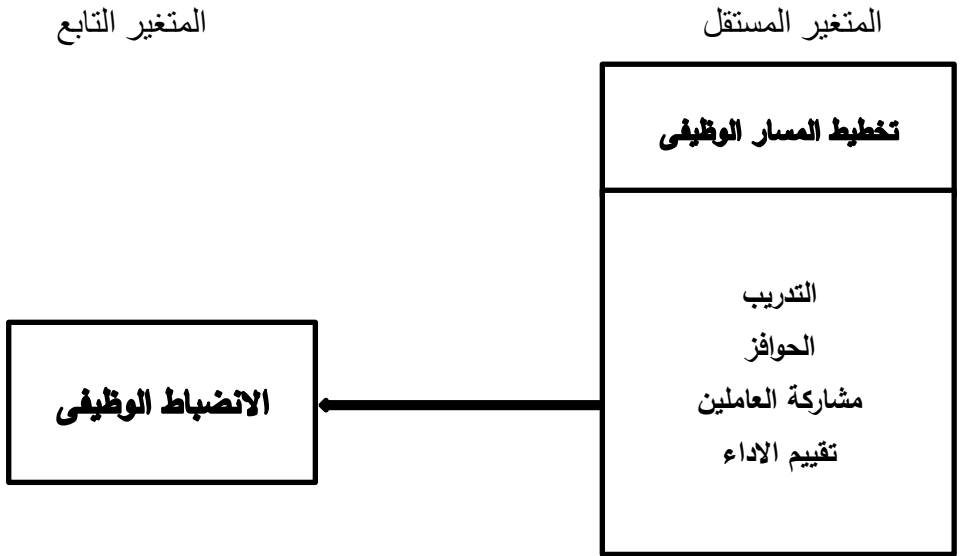 المتغير المستقل
المتغير التابع
تخطيط المسار الوظيفى
التدريب
الحوافز
مشاركة العاملين
تقييم الاداء
الانضباط الوظيفى